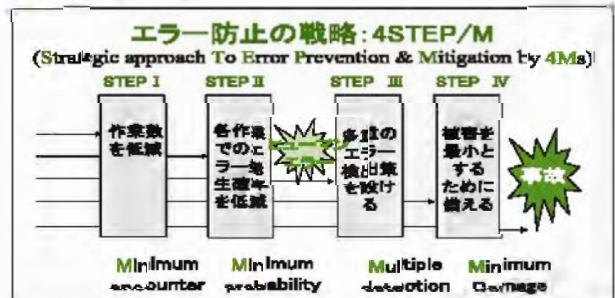 エラー防止の戦略:4STEP/M
(Strategic approach To Error Prevention & Mitigation by 4Ms)
STEP I
STEP II
STEP III
STEP IV
作業数
を低減
各作業
でのエ
ラー発
生確率
を低減
多重の
エラー
検出策
を設け
る
被害を
最小と
する
ために
備える
事故
MInImum
encounter
MInImum
probability
Multiple
detection
Minimum
Damage